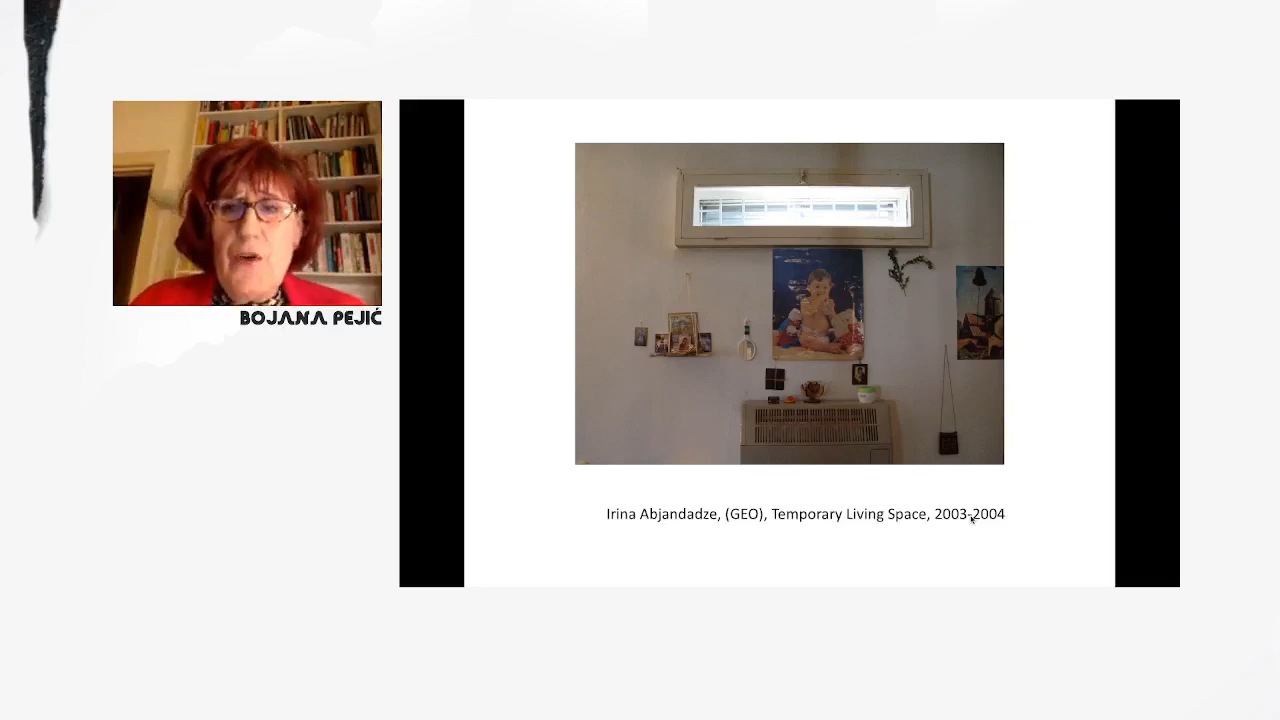 BOJANA PEJIĆ
Irina Abjandadze, (GEO), Temporary Living Space, 2003-2004